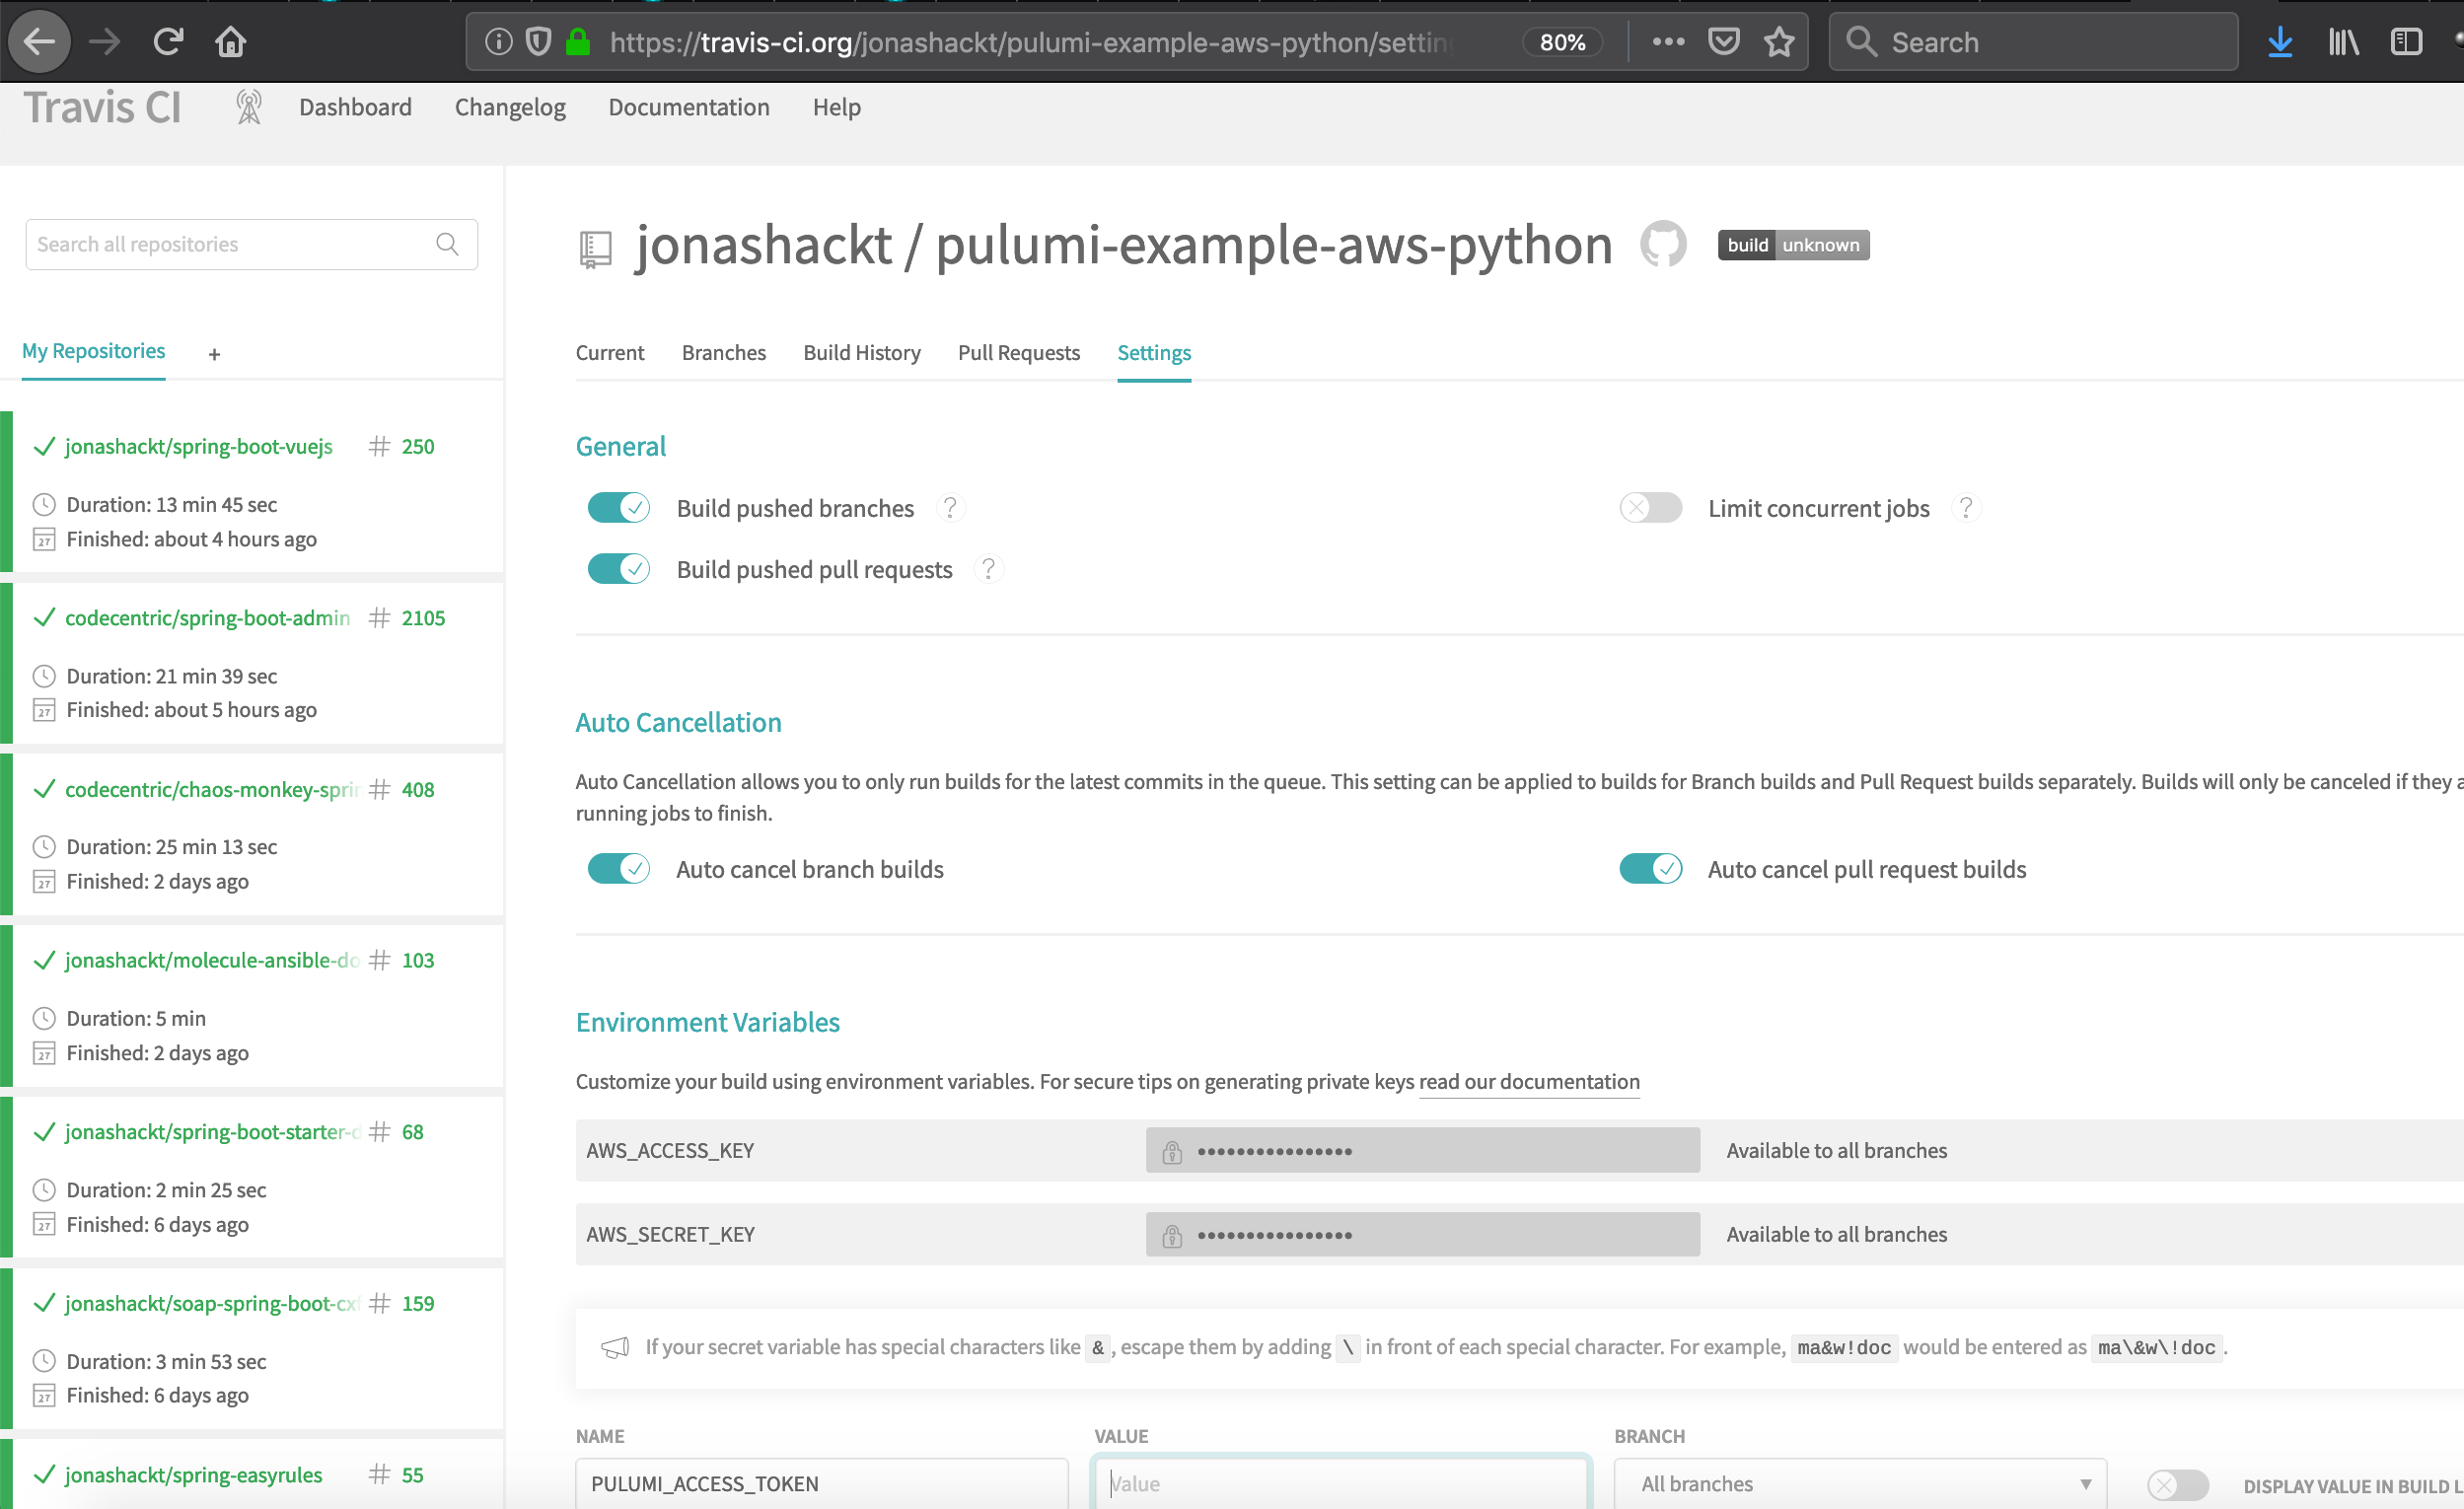 https://travis-ci.org/jonashackt/pulumi-example-aws-python/settin
80%
Search
Travis CI
Dashboard Changelog Documentation Help
Search all repositories
jonashackt / pulumi-example-aws-python
build unknown
My Repositories +
Current Branches Build History Pull Requests Settings
jonashackt/spring-boot-vuejs # 250
Duration: 13 min 45 sec
Finished: about 4 hours ago
codecentric/spring-boot-admin # 2105
Duration: 21 min 39 sec
Finished: about 5 hours ago
codecentric/chaos-monkey-sprin # 408
Duration: 25 min 13 sec
Finished: 2 days ago
jonashackt/molecule-ansible-do # 103
Duration: 5 min
Finished: 2 days ago
jonashackt/spring-boot-starter-d # 68
Duration: 2 min 25 sec
Finished: 6 days ago
jonashackt/soap-spring-boot-cxf # 159
Duration: 3 min 53 sec
Finished: 6 days ago
jonashackt/spring-easyrules # 55
General
Build pushed branches ?
Limit concurrent jobs ?
Build pushed pull requests ?
Auto Cancellation
Auto Cancellation allows you to only run builds for the latest commits in the queue. This setting can be applied to builds for Branch builds and Pull Request builds separately. Builds will only be canceled if they a
running jobs to finish.
Auto cancel branch builds
Auto cancel pull request builds
Environment Variables
Customize your build using environment variables. For secure tips on generating private keys read our documentation
AWS_ACCESS_KEY •••••••••••••••• Available to all branches
AWS_SECRET_KEY •••••••••••••••• Available to all branches
If your secret variable has special characters like &, escape them by adding \ in front of each special character. For example, ma&w!doc would be entered as ma\&w\!doc.
NAME VALUE BRANCH
PULUMI_ACCESS_TOKEN Value All branches DISPLAY VALUE IN BUILD L